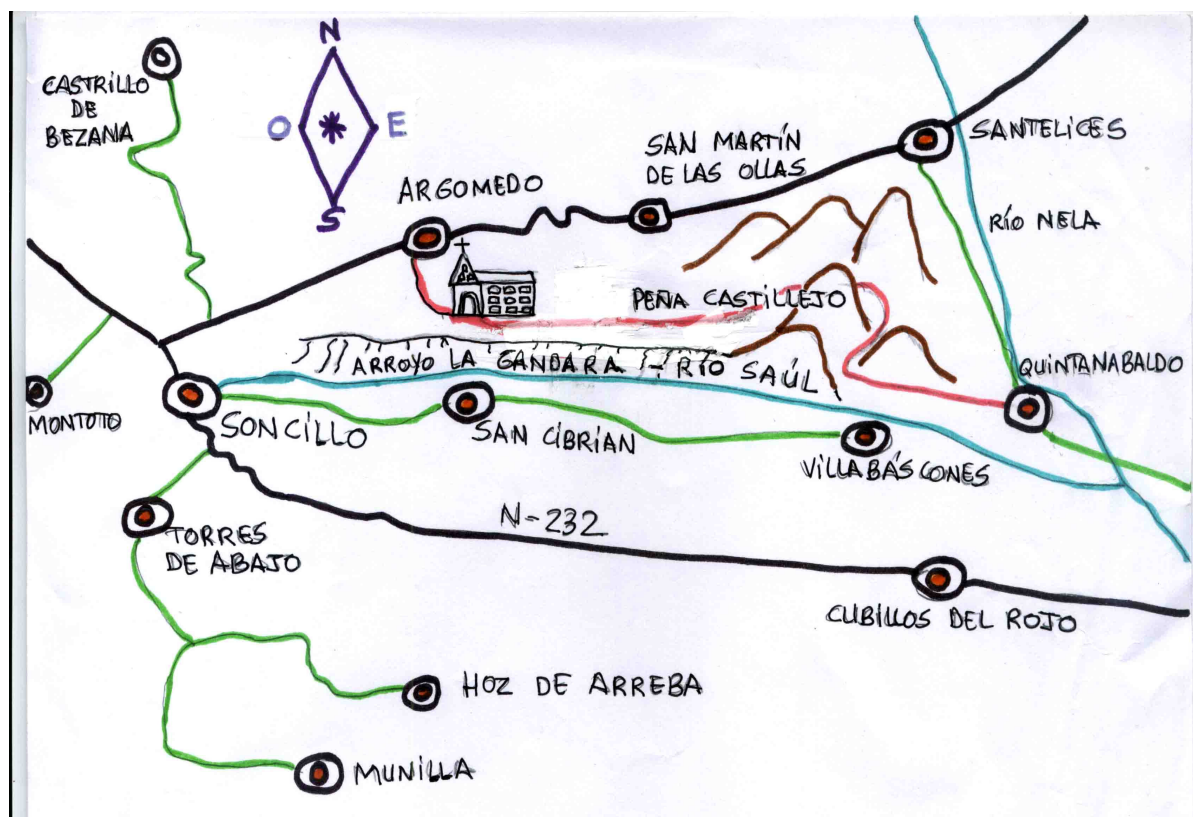 N
CASTRILLO
DE
BEZANA
O
E
S
SANTELICES
SAN MARTÍN
DE LAS OLLAS
ARGOMEDO
RÍO NELA
PEÑA CASTILLEJO
ARROYO LA GANDARA - RÍO SAÚL
QUINTANABALDO
MONTOTO
SONCILLO
SAN CIBRIAN
VILLABÁSCONES
N-232
TORRES
DE ABAJO
CUBILLOS DEL ROJO
HOZ DE ARREBA
MUNILLA